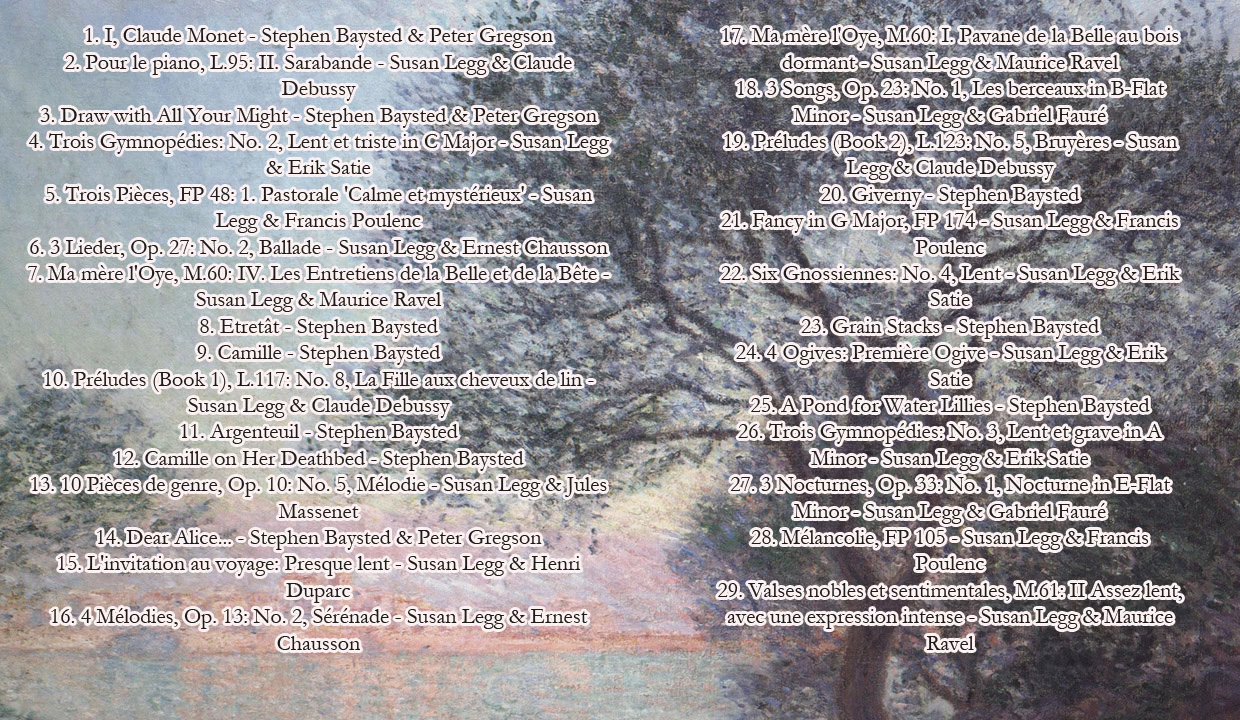 1. I, Claude Monet - Stephen Baysted & Peter Gregson
2. Pour le piano, L.95: II. Sarabande - Susan Legg & Claude
Debussy
3. Draw with All Your Might - Stephen Baysted & Peter Gregson
4. Trois Gymnopédies: No. 2, Lent et triste in C Major - Susan Legg
& Erik Satie
5. Trois Pièces, FP 48: 1. Pastorale 'Calme et mystérieux' - Susan
Legg & Francis Poulenc
6. 3 Lieder, Op. 27: No. 2, Ballade - Susan Legg & Ernest Chausson
7. Ma mère l'Oye, M.60: IV. Les Entretiens de la Belle et de la Bête -
Susan Legg & Maurice Ravel
8. Etretât - Stephen Baysted
9. Camille - Stephen Baysted
10. Préludes (Book 1), L.117: No. 8, La Fille aux cheveux de lin -
Susan Legg & Claude Debussy
11. Argenteuil - Stephen Baysted
12. Camille on Her Deathbed - Stephen Baysted
13. 10 Pièces de genre, Op. 10: No. 5, Mélodie - Susan Legg & Jules
Massenet
14. Dear Alice... - Stephen Baysted & Peter Gregson
15. L'invitation au voyage: Presque lent - Susan Legg & Henri
Duparc
16. 4 Mélodies, Op. 13: No. 2, Sérénade - Susan Legg & Ernest
Chausson
17. Ma mère l'Oye, M.60: I. Pavane de la Belle au bois
dormant - Susan Legg & Maurice Ravel
18. 3 Songs, Op. 23: No. 1, Les berceaux in B-Flat
Minor - Susan Legg & Gabriel Fauré
19. Préludes (Book 2), L.123: No. 5, Bruyères - Susan
Legg & Claude Debussy
20. Giverny - Stephen Baysted
21. Fancy in G Major, FP 174 - Susan Legg & Francis
Poulenc
22. Six Gnossiennes: No. 4, Lent - Susan Legg & Erik
Satie
23. Grain Stacks - Stephen Baysted
24. 4 Ogives: Première Ogive - Susan Legg & Erik
Satie
25. A Pond for Water Lillies - Stephen Baysted
26. Trois Gymnopédies: No. 3, Lent et grave in A
Minor - Susan Legg & Erik Satie
27. 3 Nocturnes, Op. 33: No. 1, Nocturne in E-Flat
Minor - Susan Legg & Gabriel Fauré
28. Mélancolie, FP 105 - Susan Legg & Francis
Poulenc
29. Valses nobles et sentimentales, M.61: II Assez lent,
avec une expression intense - Susan Legg & Maurice
Ravel